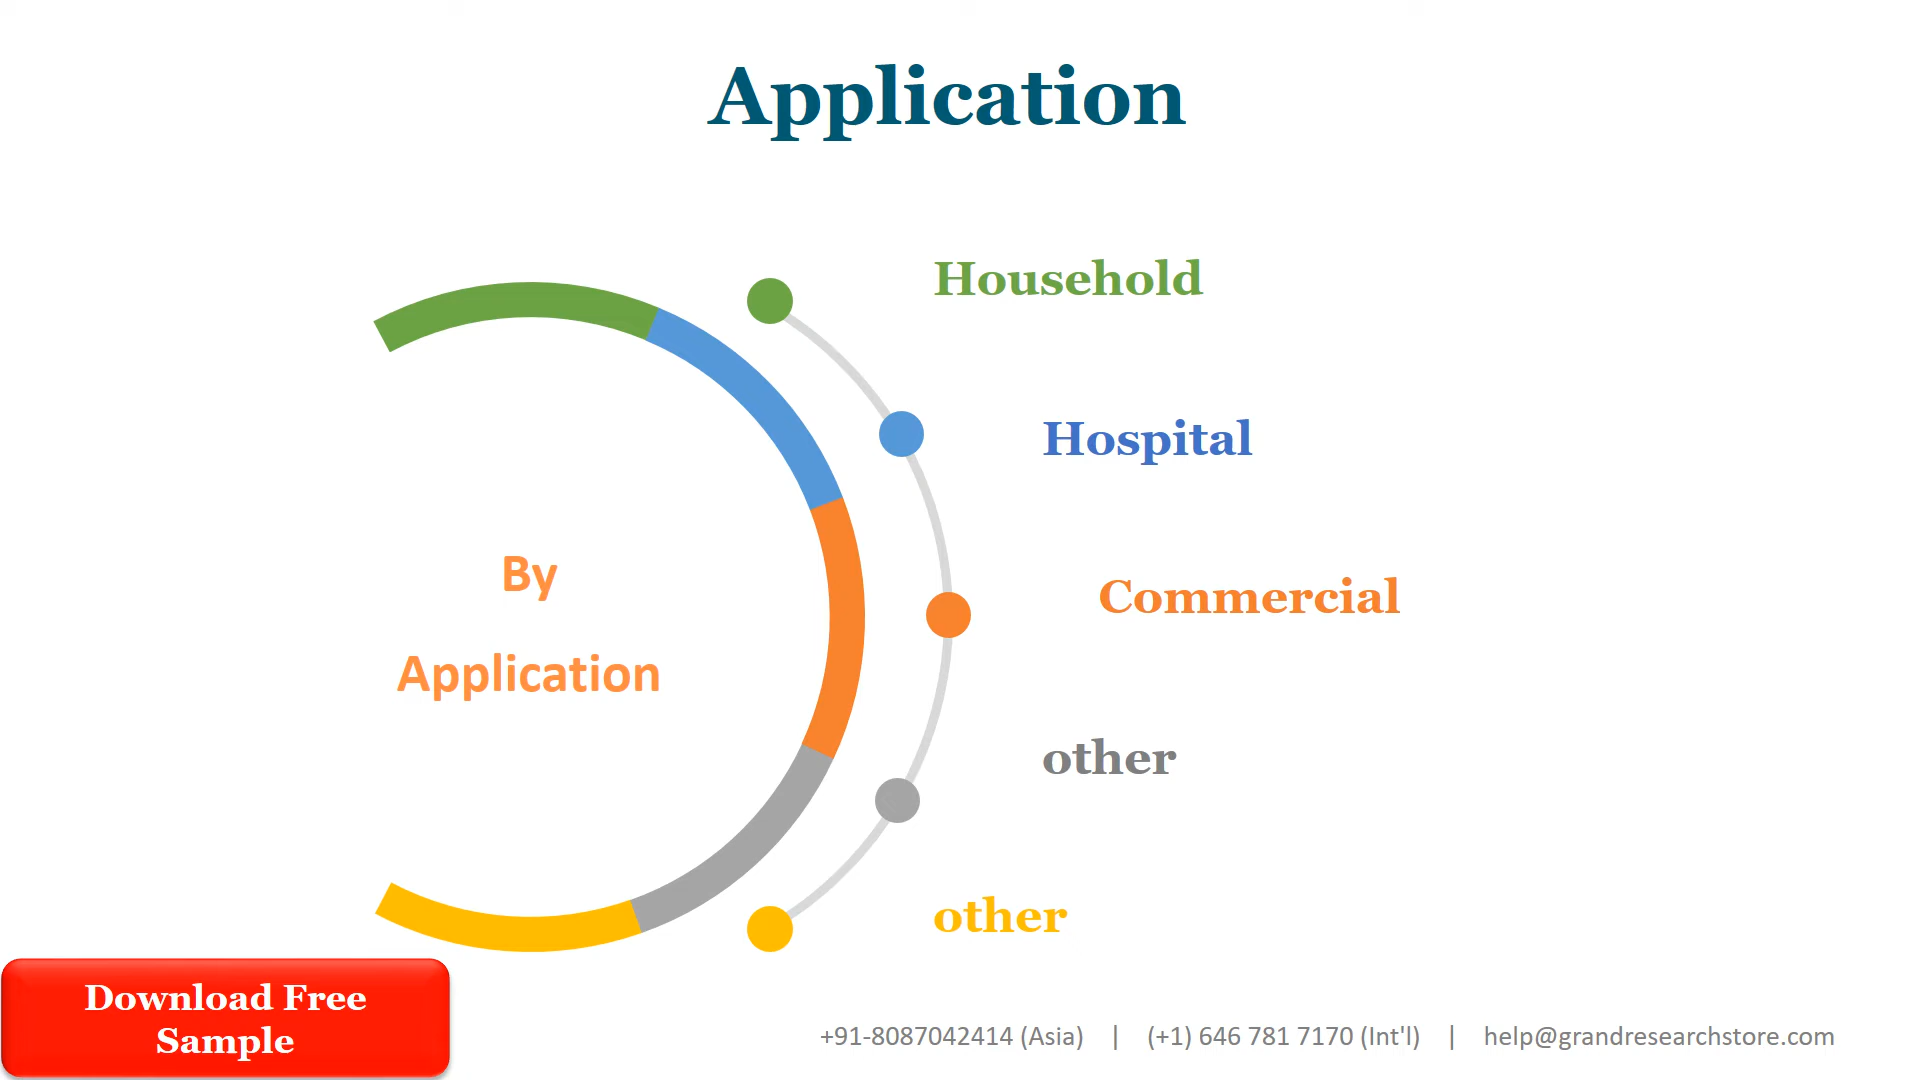 Application
Household
Hospital
Commercial
By
Application
other
other
Download Free
Sample
+91-8087042414 (Asia) | (+1) 646 781 7170 (Int'l) | help@grandresearchstore.com